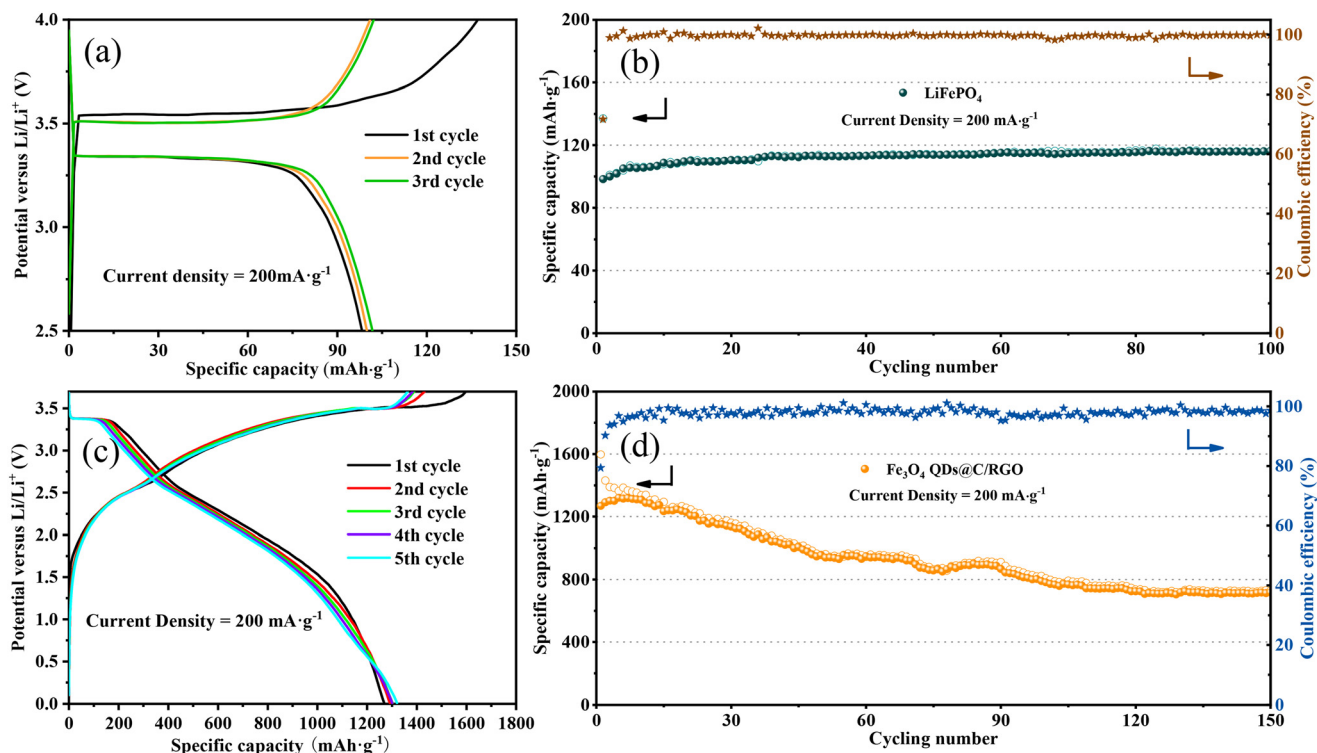 (a)
Potential versus Li/Li⁺ (V)
4.0
3.5
3.0
2.5
1st cycle
2nd cycle
3rd cycle
Current density = 200mA·g⁻¹
0 30 60 90 120 150
Specific capacity (mAh·g⁻¹)
(b)
Specific capacity (mAh·g⁻¹)
200
160
120
80
40
0
LiFePO₄
Current Density = 200 mA·g⁻¹
100
80
60
40
20
0
Coulombic efficiency (%)
0 20 40 60 80 100
Cycling number
(c)
Potential versus Li/Li⁺ (V)
3.5
3.0
2.5
2.0
1.5
1.0
0.5
0.0
1st cycle
2nd cycle
3rd cycle
4th cycle
5th cycle
Current Density = 200 mA·g⁻¹
0 200 400 600 800 1000 1200 1400 1600 1800
Specific capacity (mAh·g⁻¹)
(d)
Specific capacity (mAh·g⁻¹)
2000
1600
1200
800
400
0
Fe₃O₄ QDs@C/RGO
Current Density = 200 mA·g⁻¹
100
80
60
40
20
0
Coulombic efficiency (%)
0 30 60 90 120 150
Cycling number